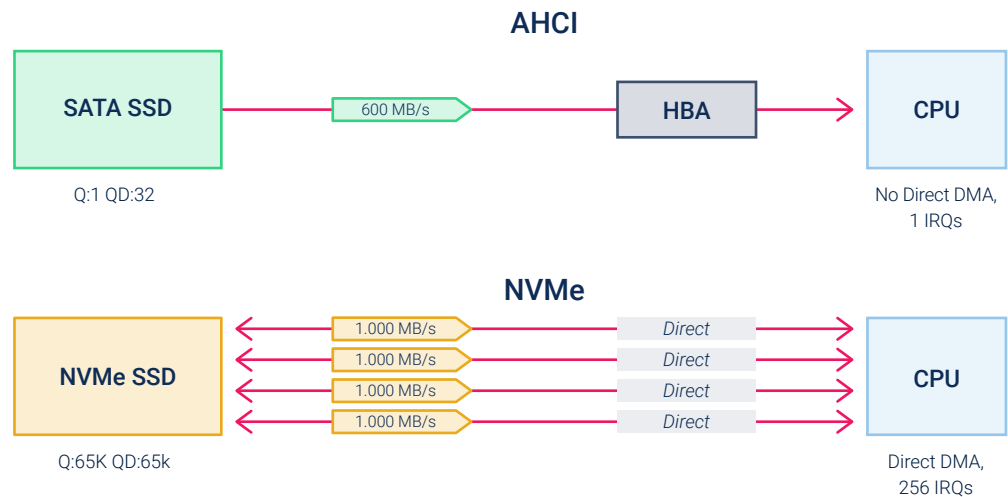 AHCI
SATA SSD
600 MB/s
HBA
CPU
Q:1 QD:32
No Direct DMA,
1 IRQs
NVMe
NVMe SSD
1.000 MB/s
Direct
1.000 MB/s
Direct
1.000 MB/s
Direct
1.000 MB/s
Direct
CPU
Q:65K QD:65k
Direct DMA,
256 IRQs